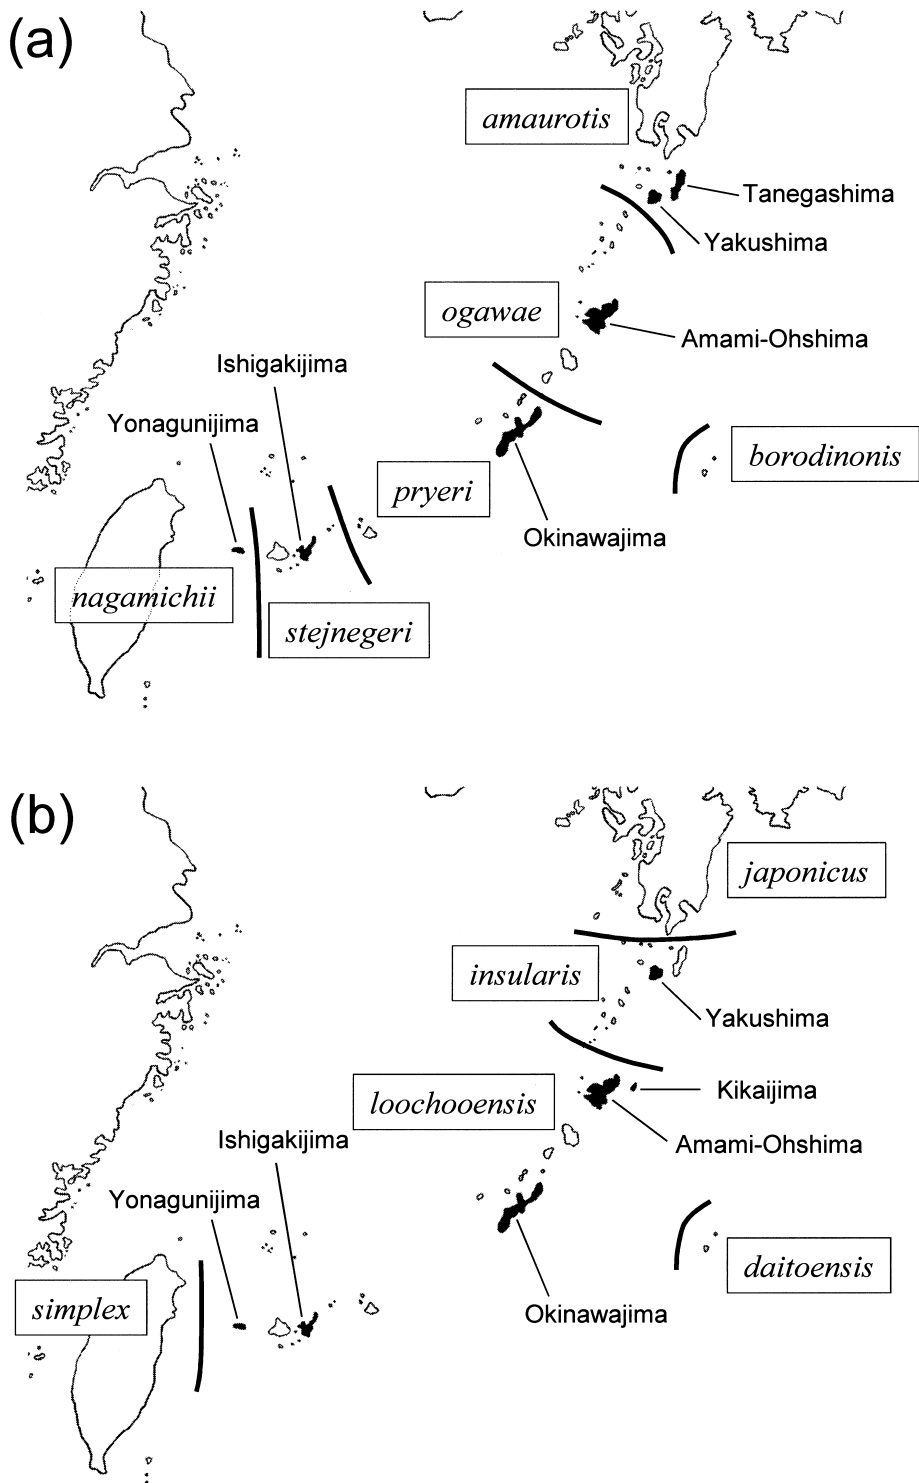 (a)
amaurotis
Tanegashima
Yakushima
ogawae
Amami-Ohshima
Ishigakijima
Yonagunijima
borodinonis
pryeri
Okinawajima
nagamichii
stejnegeri
(b)
japonicus
insularis
Yakushima
Kikaijima
loochooensis
Amami-Ohshima
Ishigakijima
Yonagunijima
daitoensis
simplex
Okinawajima